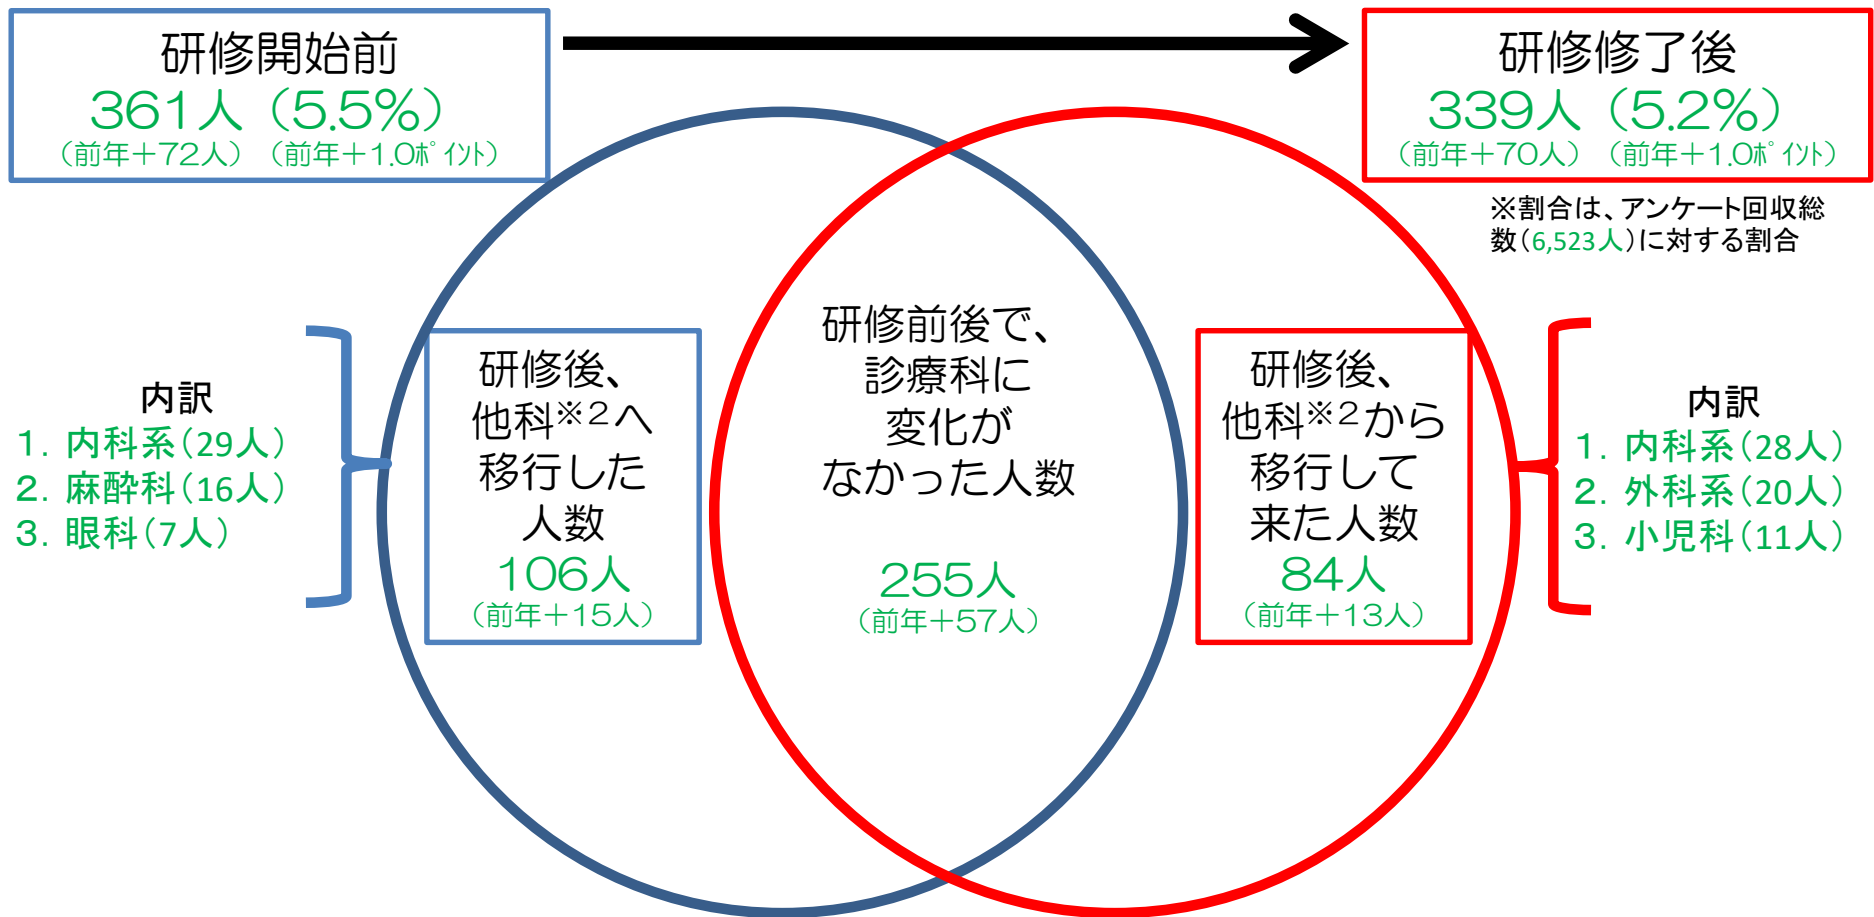 研修開始前
361人（5.5%）
（前年＋72人）（前年＋1.0ﾎﾟｲﾝﾄ）
研修修了後
339人（5.2%）
（前年＋70人）（前年＋1.0ﾎﾟｲﾝﾄ）
※割合は、アンケート回収総
数（6,523人）に対する割合
内訳
1. 内科系（29人）
2. 麻酔科（16人）
3. 眼科（7人）
研修後、
他科※2へ
移行した
人数
106人
（前年＋15人）
研修前後で、
診療科に
変化が
なかった人数
255人
（前年＋57人）
研修後、
他科※2から
移行して
来た人数
84人
（前年＋13人）
内訳
1. 内科系（28人）
2. 外科系（20人）
3. 小児科（11人）